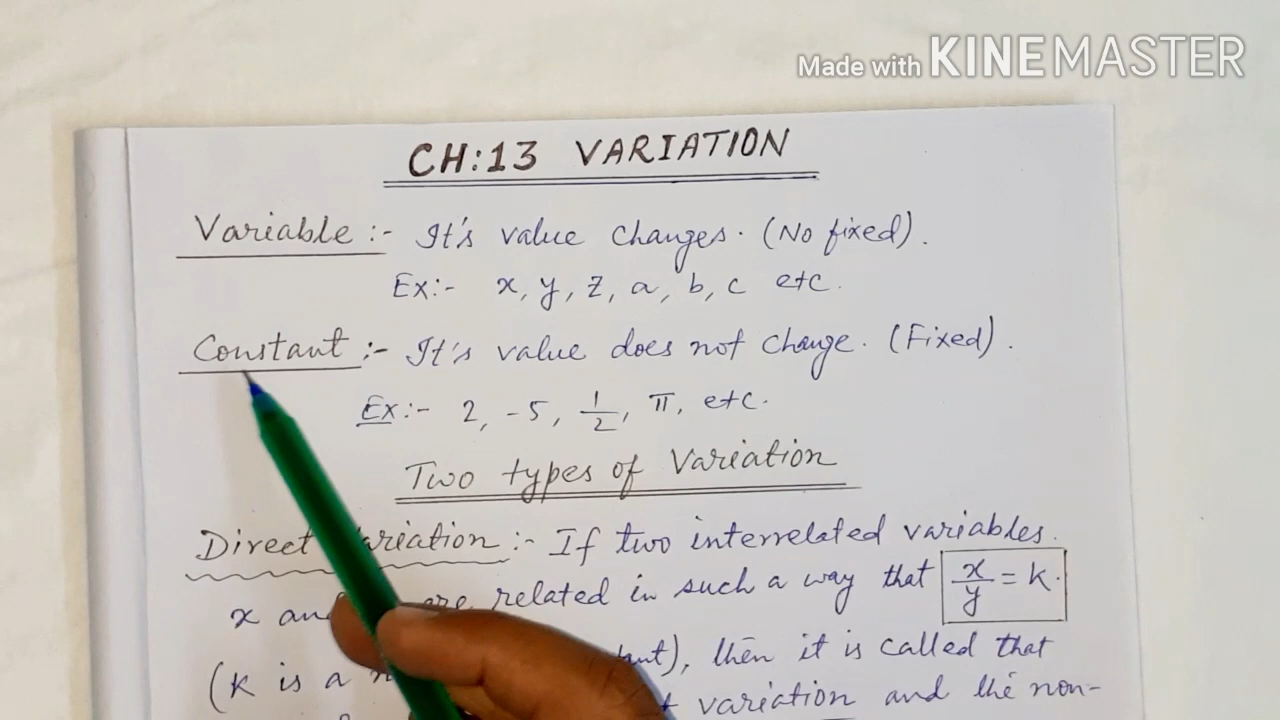 Made with KINEMASTER
CH:13 VARIATION
Variable :- It's value changes. (No fixed).
Ex:- x, y, z, a, b, c etc.
Constant :- It's value does not change. (Fixed).
Ex:- 2, -5, 1/2, π, etc.
Two types of Variation
Direct Variation :- If two interrelated variables.
x and are related in such a way that x/y = k.
(k is a), then it is called that
variation and the non-